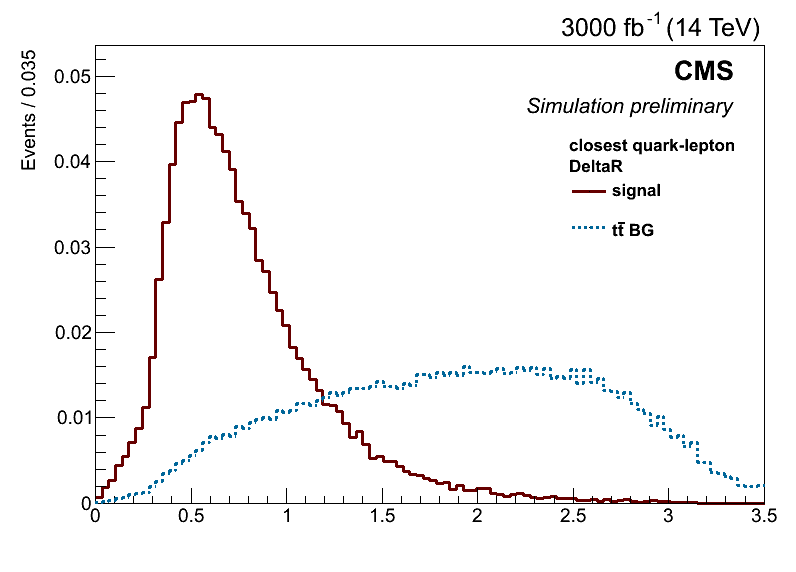 3000 fb⁻¹ (14 TeV)
Events / 0.035
0.05
0.04
0.03
0.02
0.01
0
CMS
Simulation preliminary
closest quark-lepton
DeltaR
signal
tt̄ BG
0 0.5 1 1.5 2 2.5 3 3.5